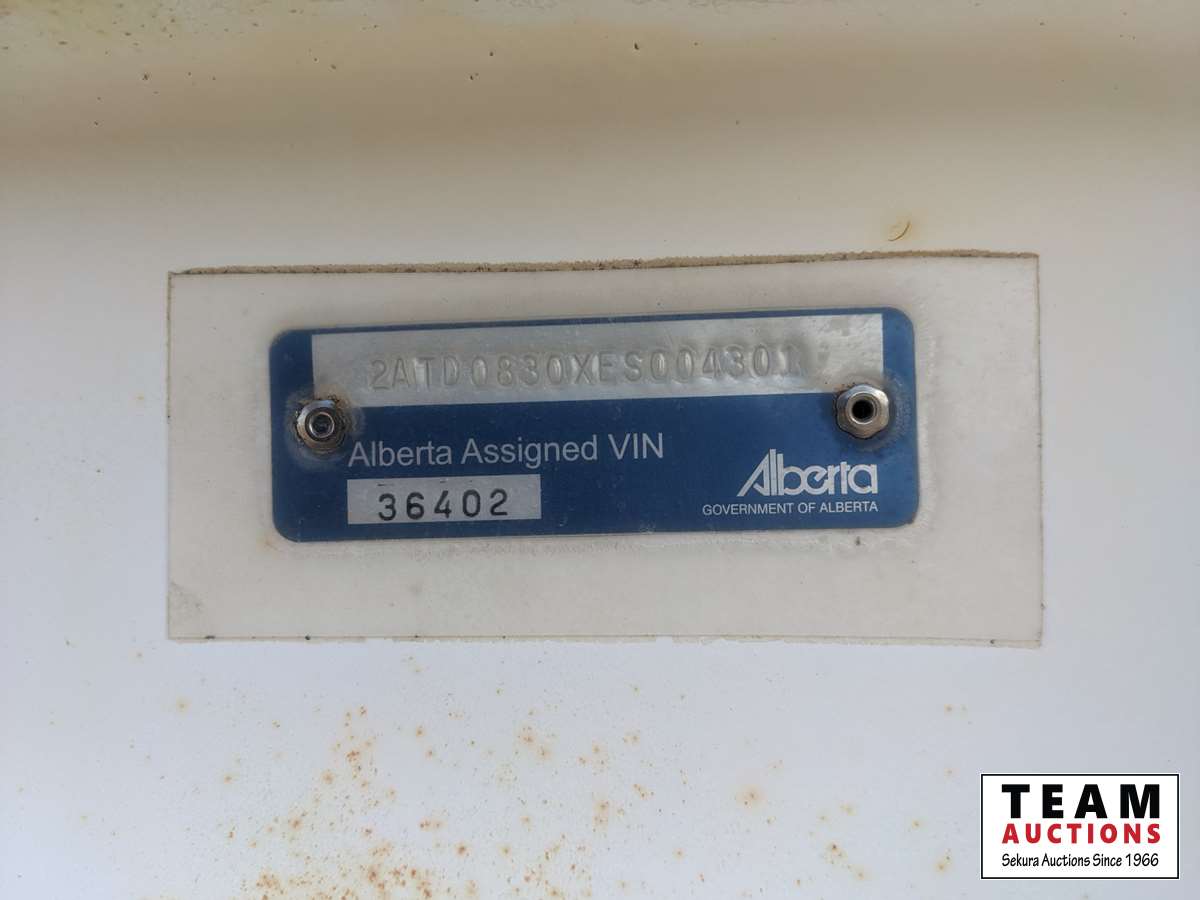 2ATD0830XES004301
Alberta Assigned VIN
36402
Alberta
GOVERNMENT OF ALBERTA
TEAM
AUCTIONS
Sekura Auctions Since 1966